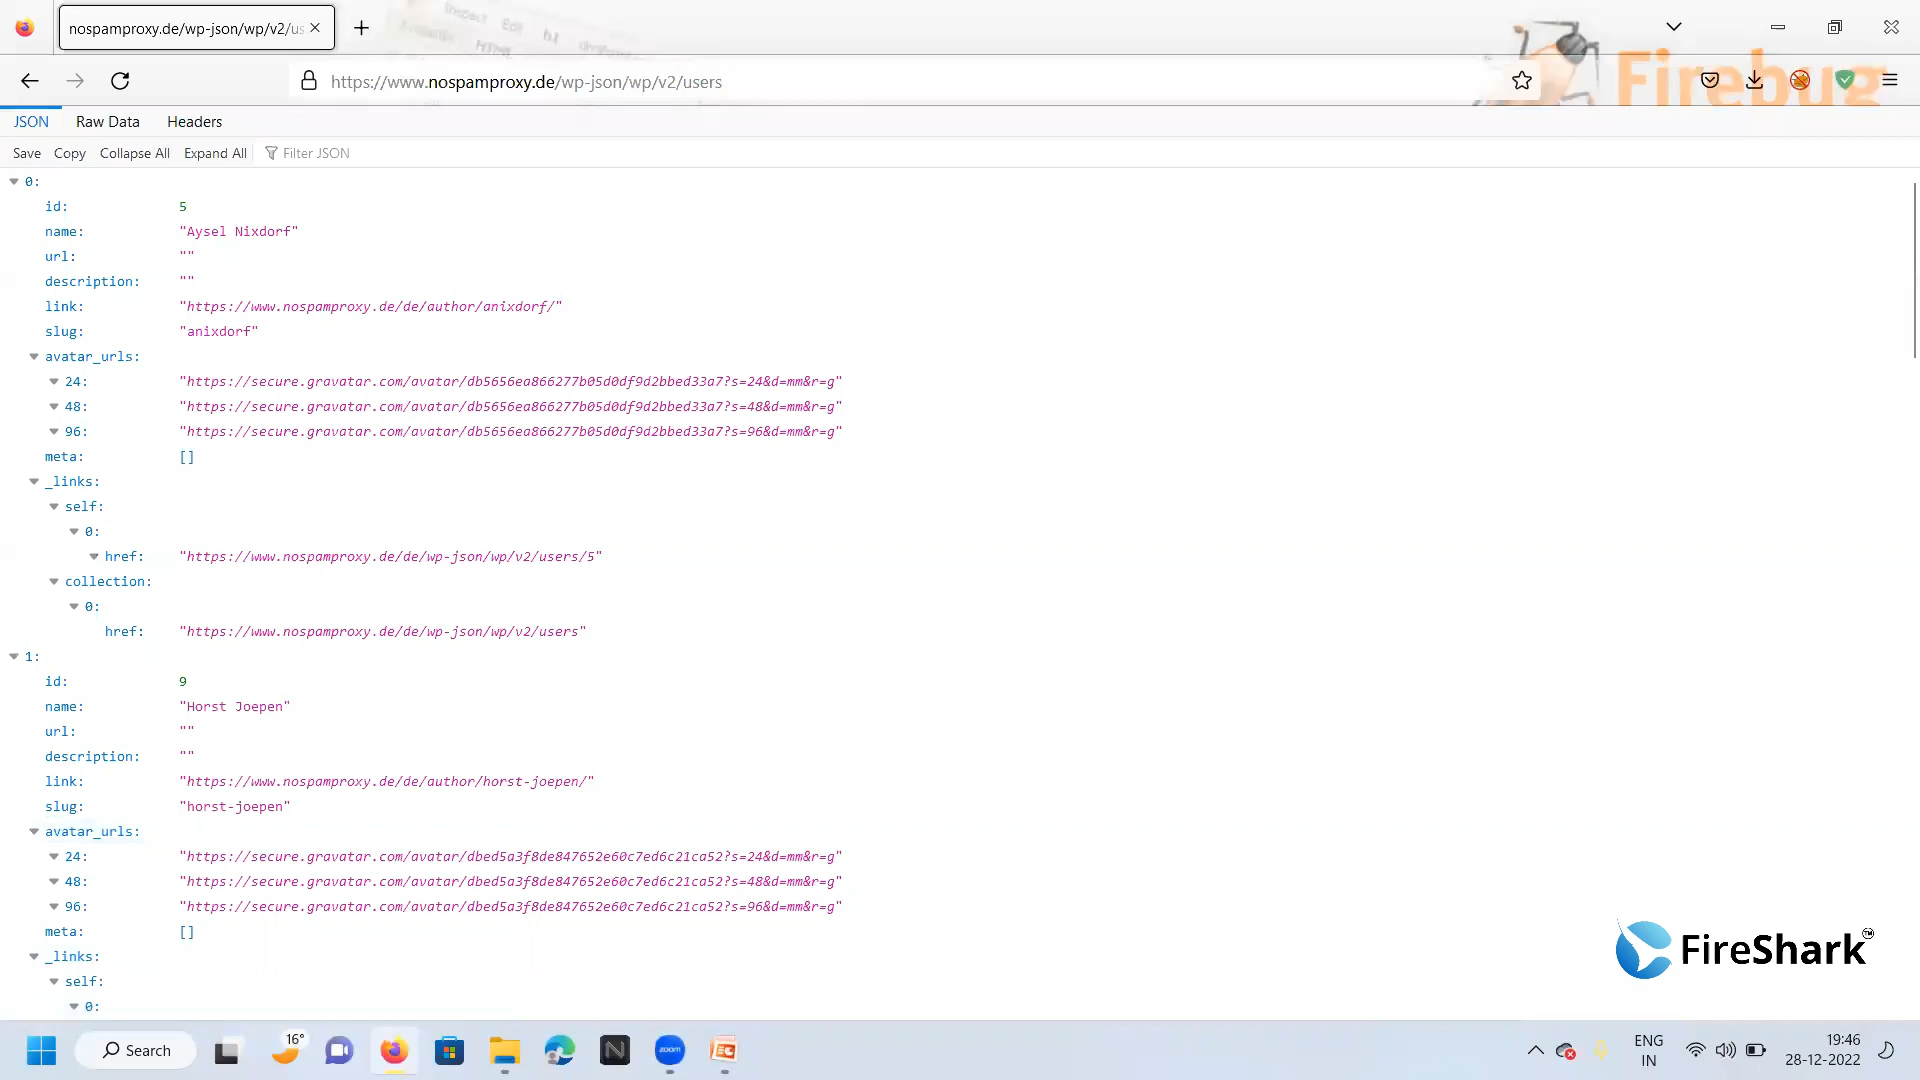 nospamproxy.de/wp-json/wp/v2/us
Inspect Edit h1
HTML
Firebug
https://www.nospamproxy.de/wp-json/wp/v2/users
JSON Raw Data Headers
Save Copy Collapse All Expand All Filter JSON
0:
id: 5
name: "Aysel Nixdorf"
url: ""
description: ""
link: "https://www.nospamproxy.de/de/author/anixdorf/"
slug: "anixdorf"
avatar_urls:
24: "https://secure.gravatar.com/avatar/db5656ea866277b05d0df9d2bbed33a7?s=24&d=mm&r=g"
48: "https://secure.gravatar.com/avatar/db5656ea866277b05d0df9d2bbed33a7?s=48&d=mm&r=g"
96: "https://secure.gravatar.com/avatar/db5656ea866277b05d0df9d2bbed33a7?s=96&d=mm&r=g"
meta: []
_links:
self:
0:
href: "https://www.nospamproxy.de/de/wp-json/wp/v2/users/5"
collection:
0:
href: "https://www.nospamproxy.de/de/wp-json/wp/v2/users"
1:
id: 9
name: "Horst Joepen"
url: ""
description: ""
link: "https://www.nospamproxy.de/de/author/horst-joepen/"
slug: "horst-joepen"
avatar_urls:
24: "https://secure.gravatar.com/avatar/dbed5a3f8de847652e60c7ed6c21ca52?s=24&d=mm&r=g"
48: "https://secure.gravatar.com/avatar/dbed5a3f8de847652e60c7ed6c21ca52?s=48&d=mm&r=g"
96: "https://secure.gravatar.com/avatar/dbed5a3f8de847652e60c7ed6c21ca52?s=96&d=mm&r=g"
meta: []
_links:
self:
0:
FireShark™
Search
16°
N
zoom
EC
ENG
IN
19:46
28-12-2022